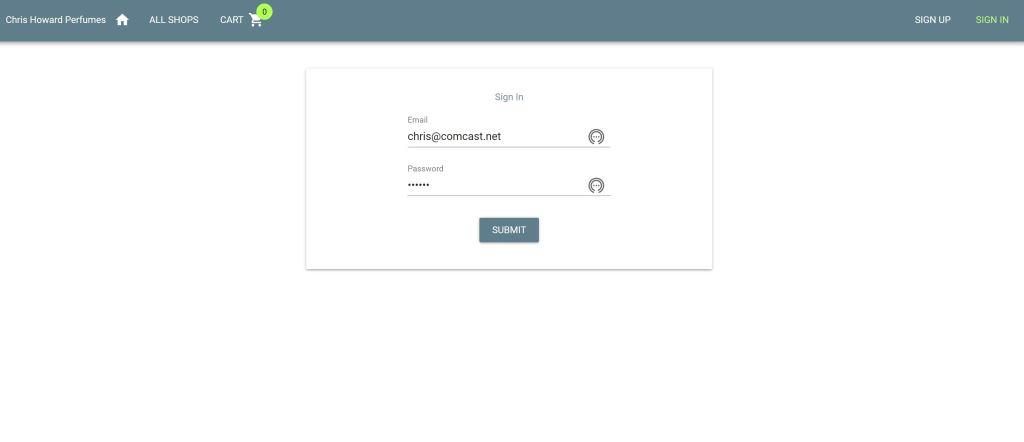 Chris Howard Perfumes ALL SHOPS CART 0 SIGN UP SIGN IN
Sign In
Email
chris@comcast.net
Password
••••••
SUBMIT